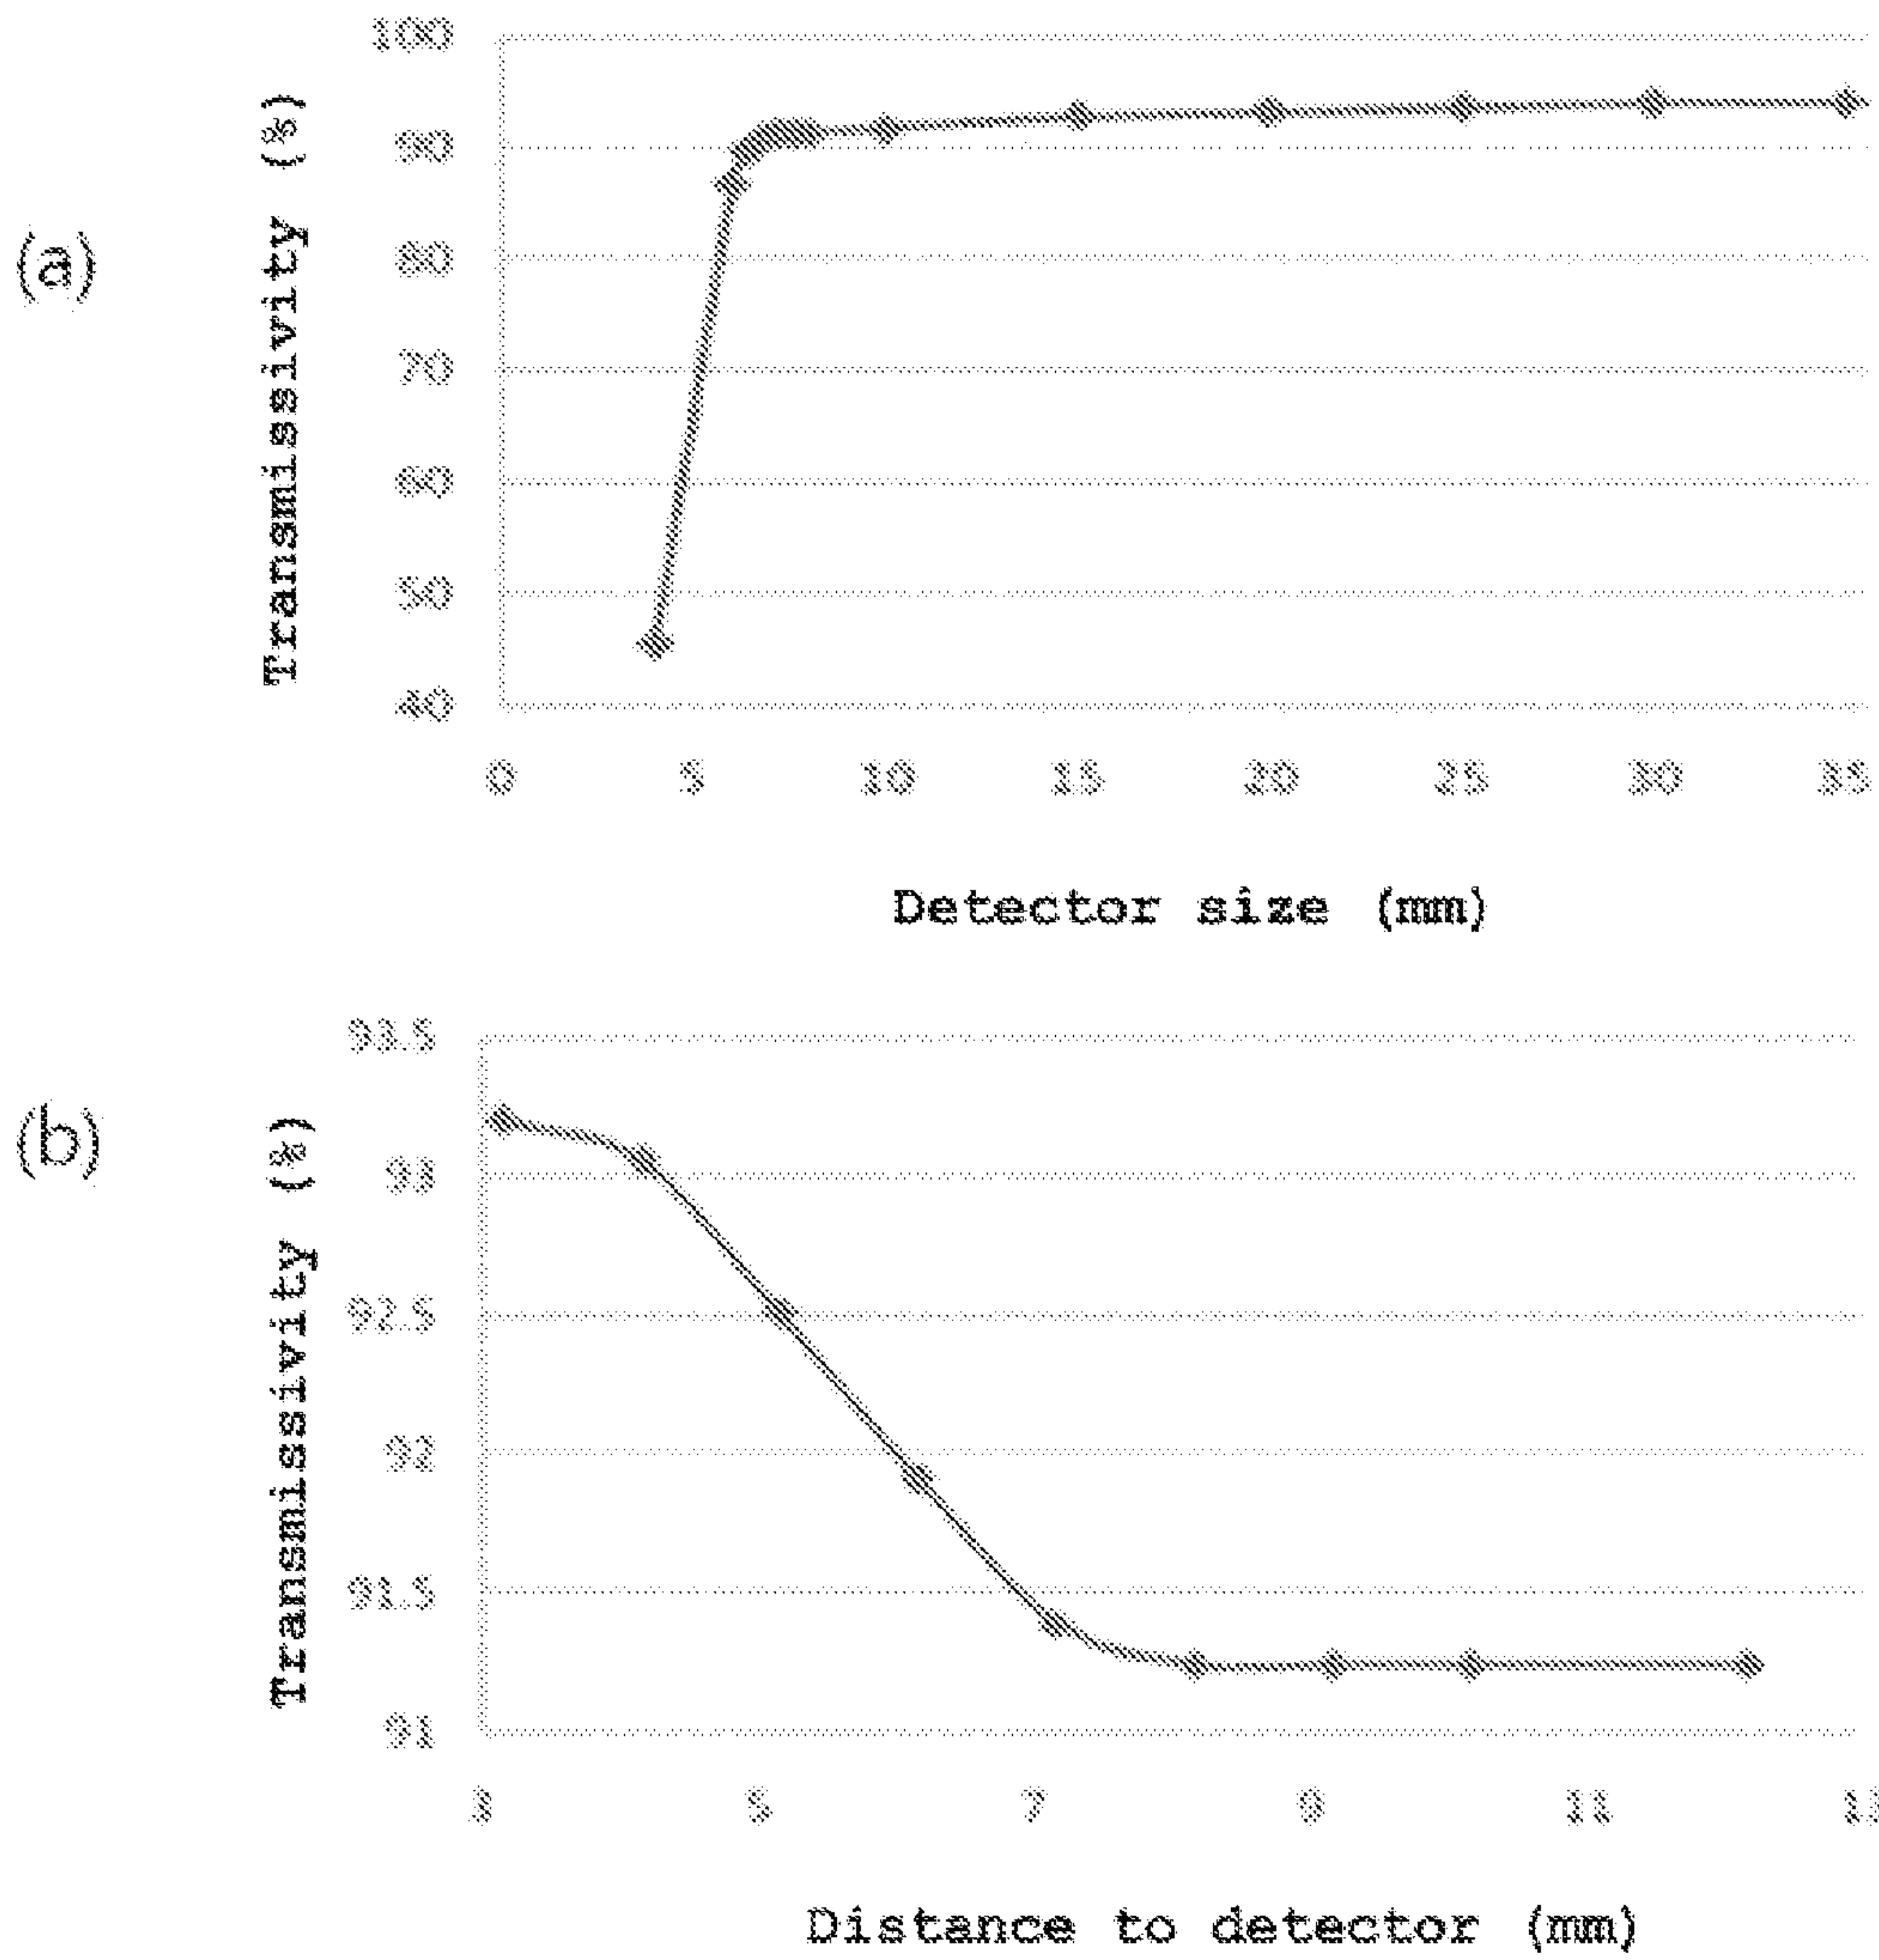 (a)
Transmissivity (%)
100
90
80
70
60
50
40
0 5 10 15 20 25 30 35
Detector size (mm)
(b)
Transmissivity (%)
93.5
93
92.5
92
91.5
91
3 5 7 9 11 13
Distance to detector (mm)